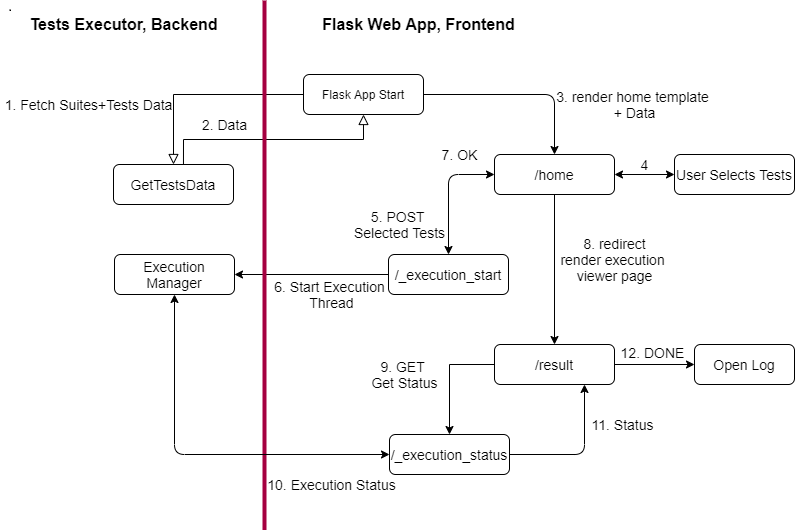 Tests Executor, Backend
Flask Web App, Frontend
Flask App Start
1. Fetch Suites+Tests Data
3. render home template
+ Data
2. Data
GetTestsData
7. OK
/home
4
User Selects Tests
5. POST
Selected Tests
8. redirect
render execution
viewer page
Execution
Manager
/_execution_start
6. Start Execution
Thread
9. GET
Get Status
/result
12. DONE
Open Log
11. Status
/_execution_status
10. Execution Status